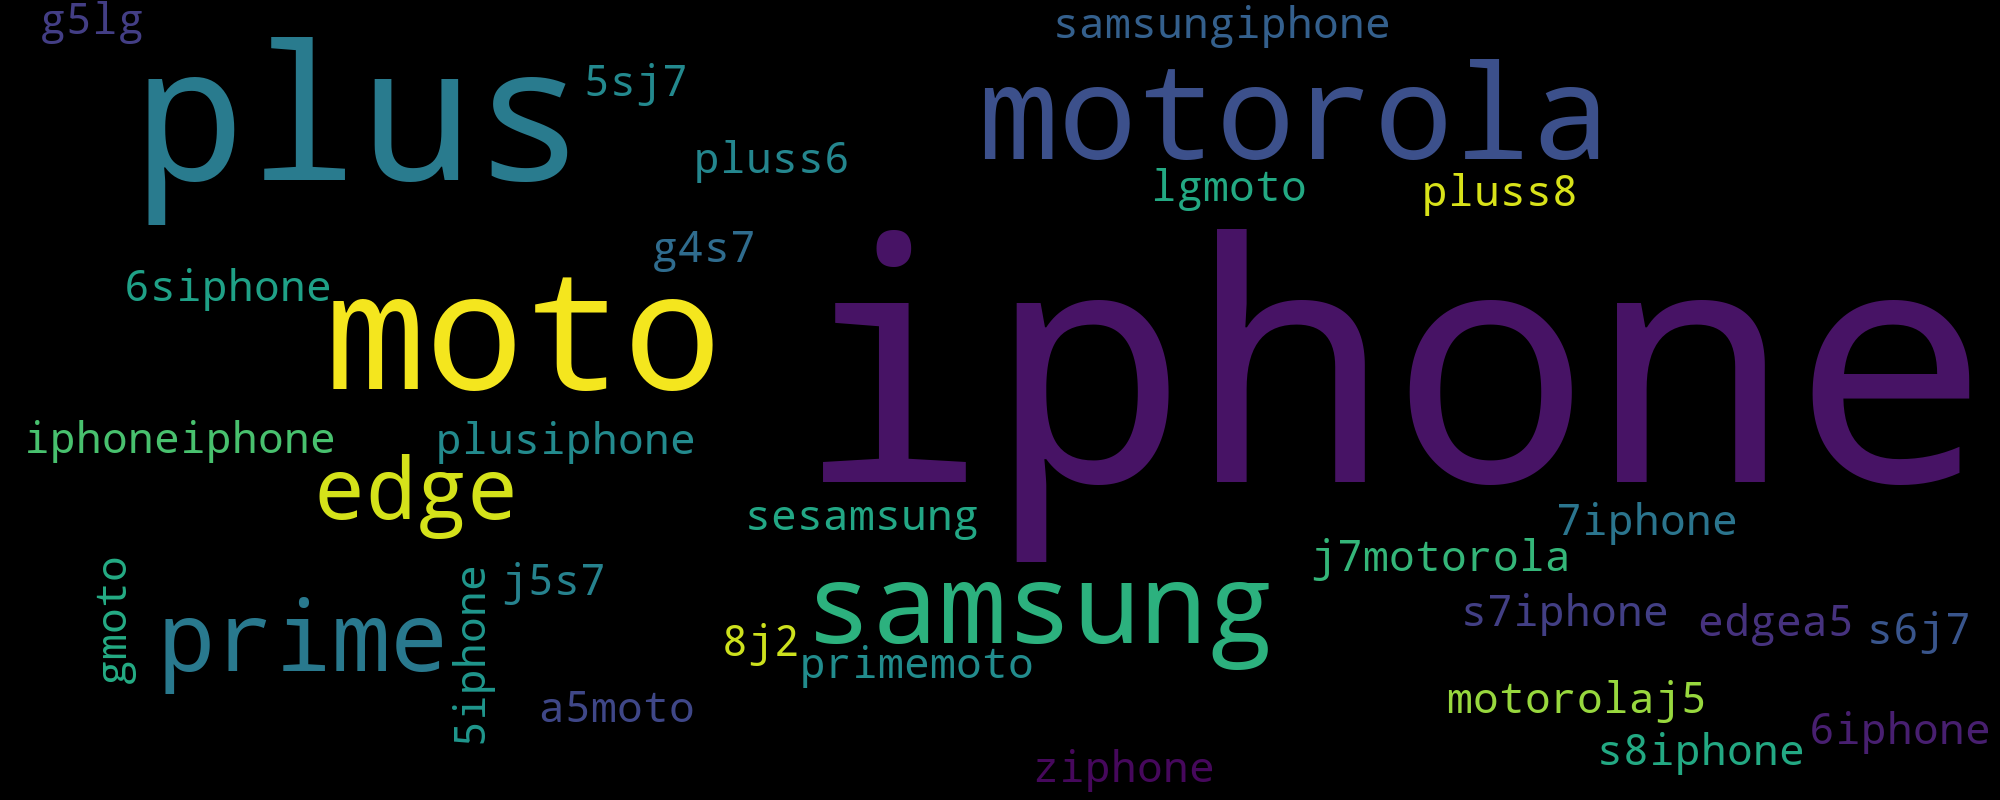 g5lg
samsungiphone
plus
5sj7
motorola
pluss6
lgmoto
pluss8
g4s7
6siphone
moto
iphone
iphoneiphone
plusiphone
edge
sesamsung
7iphone
j7motorola
gmoto
prime
5iphone
j5s7
samsung
8j2
primemoto
s7iphone
edgea5
s6j7
a5moto
motorolaj5
6iphone
s8iphone
ziphone